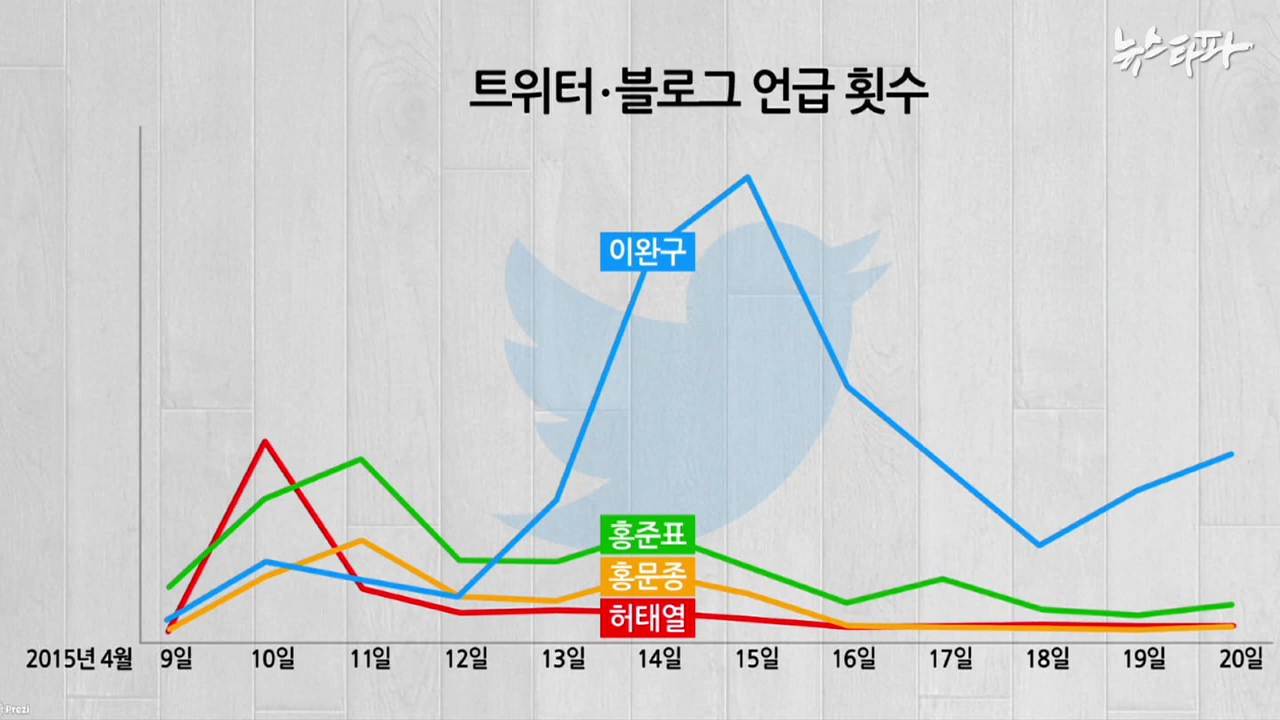 뉴스타파
트위터·블로그 언급 횟수
이완구
홍준표
홍문종
허태열
2015년 4월 9일 10일 11일 12일 13일 14일 15일 16일 17일 18일 19일 20일
Prezi